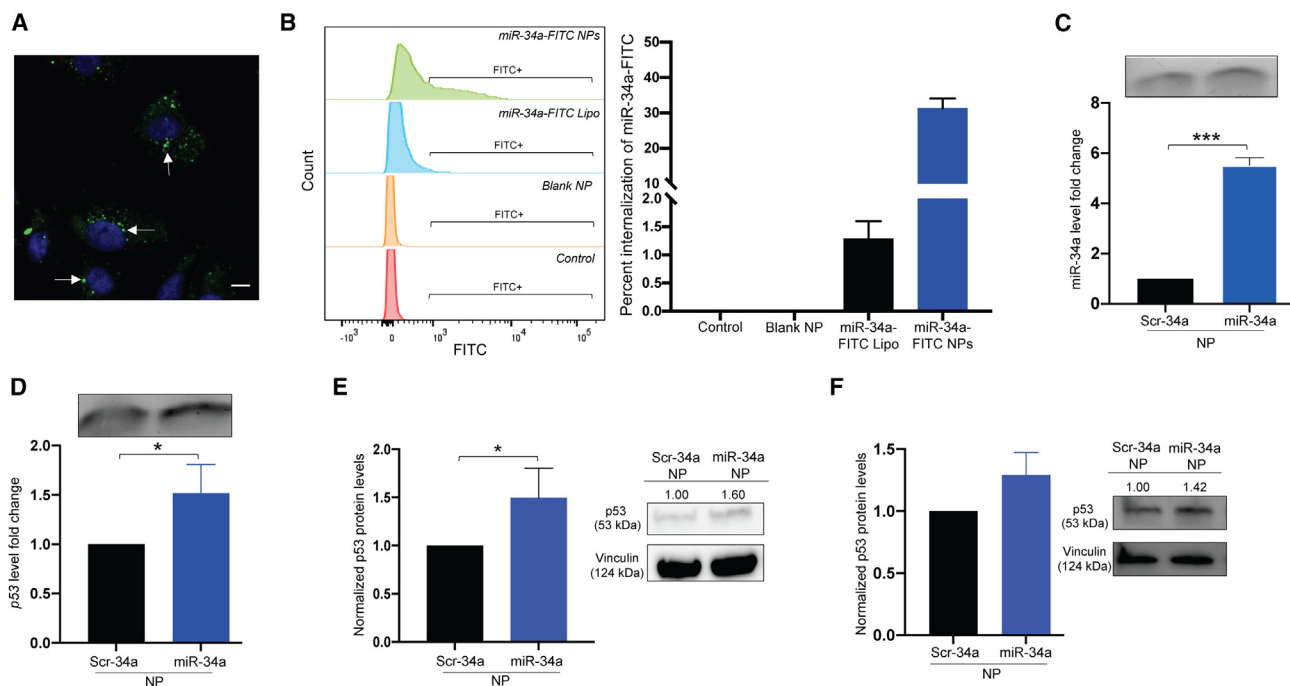 A
B
miR-34a-FITC NPs
FITC+
miR-34a-FITC Lipo
FITC+
Blank NP
FITC+
Control
FITC+
Count
-10³ 0 10³ 10⁴ 10⁵
FITC
Percent internalization of miR-34a-FITC
50
40
30
20
10
2.0
1.5
1.0
0.5
0.0
Control
Blank NP
miR-34a-
FITC Lipo
miR-34a-
FITC NPs
C
miR-34a level fold change
8
6
4
2
0
***
Scr-34a miR-34a
NP
D
p53 level fold change
2.0
1.5
1.0
0.5
0.0
*
Scr-34a miR-34a
NP
E
Normalized p53 protein levels
2.0
1.5
1.0
0.5
0.0
*
Scr-34a miR-34a
NP
Scr-34a miR-34a
NP NP
1.00 1.60
p53
(53 kDa)
Vinculin
(124 kDa)
F
Normalized p53 protein levels
1.5
1.0
0.5
0.0
Scr-34a miR-34a
NP
Scr-34a miR-34a
NP NP
1.00 1.42
p53
(53 kDa)
Vinculin
(124 kDa)